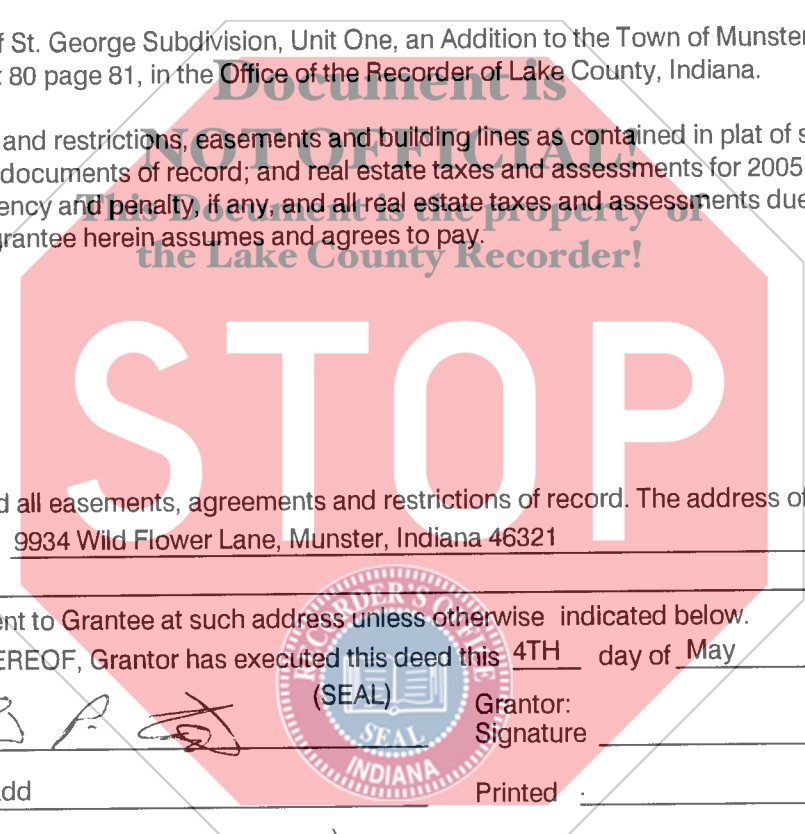 f St. George Subdivision, Unit One, an Addition to the Town of Munster
80 page 81, in the Office of the Recorder of Lake County, Indiana.
Document is
and restrictions, easements and building lines as contained in plat of s
NOT OFFICIAL!
documents of record; and real estate taxes and assessments for 2005
ency and penalty, if any, and all real estate taxes and assessments due
This Document is the property of
grantee herein assumes and agrees to pay.
the Lake County Recorder!
STOP
d all easements, agreements and restrictions of record. The address of
9934 Wild Flower Lane, Munster, Indiana 46321
ent to Grantee at such address unless otherwise indicated below.
EREOF, Grantor has executed this deed this 4TH day of May
(SEAL)
Grantor:
Signature
RECORDER'S OFFICE
SEAL
INDIANA
add
Printed